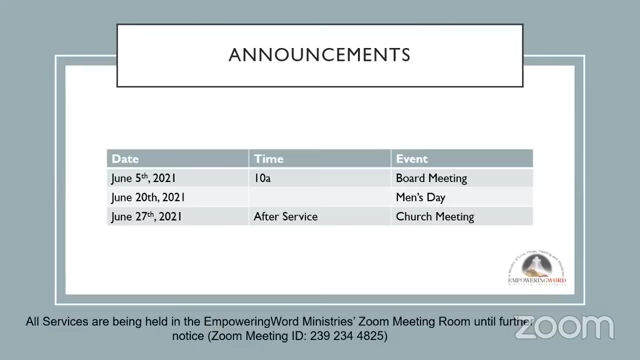 ANNOUNCEMENTS
Date Time Event
June 5th, 2021 10a Board Meeting
June 20th, 2021 Men's Day
June 27th, 2021 After Service Church Meeting
EMPOWERINGWORD
All Services are being held in the EmpoweringWord Ministries' Zoom Meeting Room until further
notice (Zoom Meeting ID: 239 234 4825)
zoom